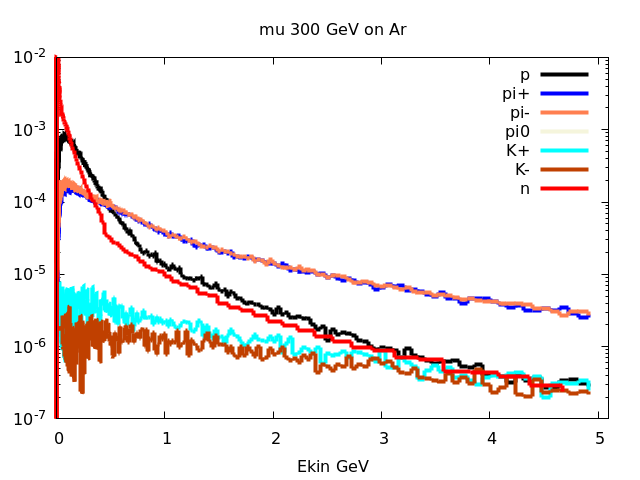 mu 300 GeV on Ar
10^-2
10^-3
10^-4
10^-5
10^-6
10^-7
p
pi+
pi-
pi0
K+
K-
n
0 1 2 3 4 5
Ekin GeV